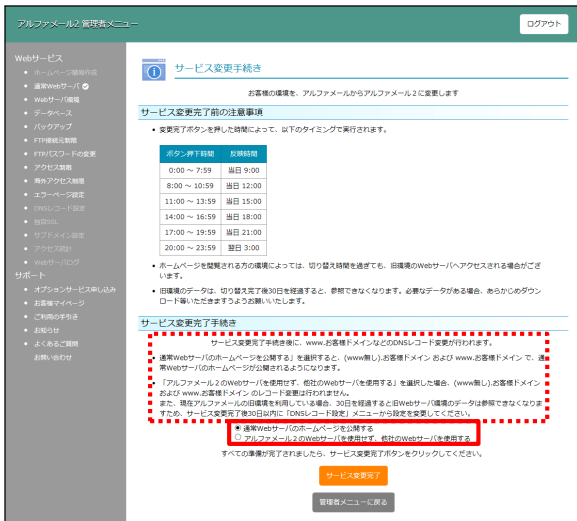 アルファメール2 管理者メニュー
ログアウト
Webサービス
ホームページ簡易作成
通常Webサーバ
Webサーバ環境
データベース
バックアップ
FTP接続元制限
FTPパスワードの変更
アクセス制限
海外アクセス制限
エラーページ設定
DNSレコード設定
独自SSL
サブドメイン設定
アクセス統計
Webサーバログ
サポート
オプションサービス申し込み
お客様マイページ
ご利用の手引き
お知らせ
よくあるご質問
お問い合わせ
サービス変更手続き
お客様の環境を、アルファメールからアルファメール2に変更します
サービス変更完了前の注意事項
変更完了ボタンを押した時間によって、以下のタイミングで実行されます。
ボタン押下時間 反映時間
0:00 ～ 7:59 当日 9:00
8:00 ～ 10:59 当日 12:00
11:00 ～ 13:59 当日 15:00
14:00 ～ 16:59 当日 18:00
17:00 ～ 19:59 当日 21:00
20:00 ～ 23:59 翌日 3:00
ホームページを閲覧される方の環境によっては、切り替え時間を過ぎても、旧環境のWebサーバへアクセスされる場合がござ
います。
旧環境のデータは、切り替え完了後30日を経過すると、参照できなくなります。必要なデータがある場合、あらかじめダウン
ロード等いただきますようお願いいたします。
サービス変更完了手続き
サービス変更完了手続き後に、www.お客様ドメインなどのDNSレコード変更が行われます。
通常Webサーバのホームページを公開する」を選択すると、(www無し).お客様ドメイン および www.お客様ドメイン で、通
常Webサーバのホームページが公開されるようになります。
「アルファメール2のWebサーバを使用せず、他社のWebサーバを使用する」を選択した場合、(www無し).お客様ドメイン
および www.お客様ドメイン のレコード変更は行われません。
また、現在アルファメールの旧環境を利用している場合、30日を経過すると旧Webサーバ環境のデータは参照できなくなりま
すため、サービス変更完了後30日以内に「DNSレコード設定」メニューから設定を変更してください。
通常Webサーバのホームページを公開する
アルファメール2のWebサーバを使用せず、他社のWebサーバを使用する
すべての準備が完了されましたら、サービス変更完了ボタンをクリックしてください。
サービス変更完了
管理者メニューに戻る